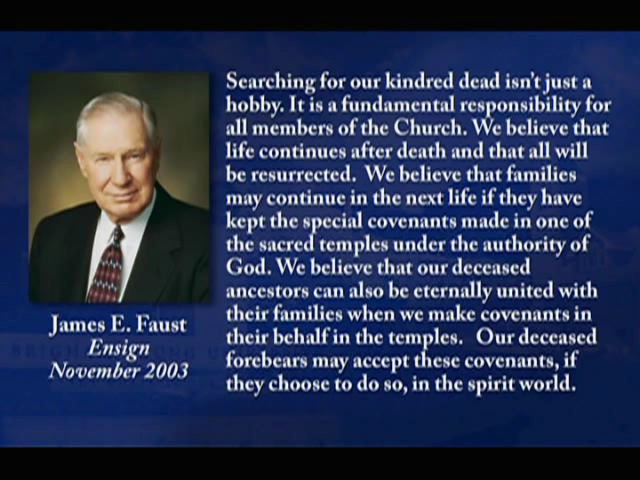 Searching for our kindred dead isn't just a
hobby. It is a fundamental responsibility for
all members of the Church. We believe that
life continues after death and that all will
be resurrected. We believe that families
may continue in the next life if they have
kept the special covenants made in one of
the sacred temples under the authority of
God. We believe that our deceased
ancestors can also be eternally united with
their families when we make covenants in
their behalf in the temples. Our deceased
forebears may accept these covenants, if
they choose to do so, in the spirit world.
James E. Faust
Ensign
November 2003